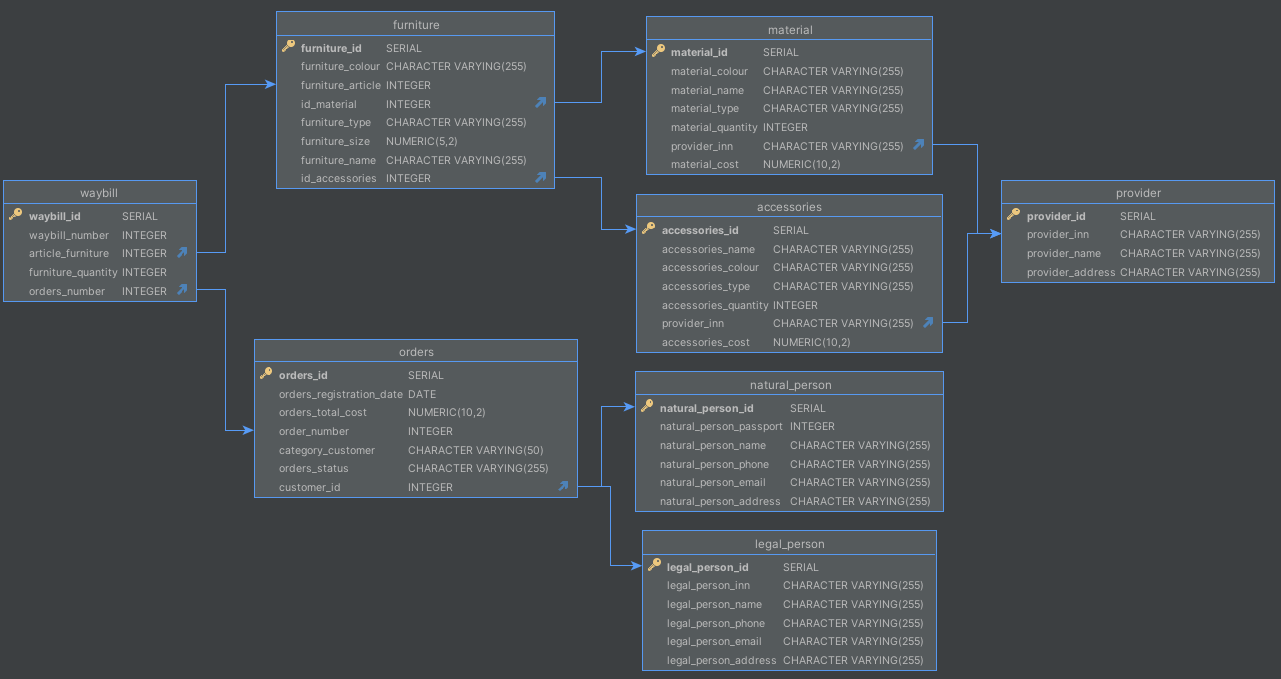 furniture
furniture_id SERIAL
furniture_colour CHARACTER VARYING(255)
furniture_article INTEGER
id_material INTEGER
furniture_type CHARACTER VARYING(255)
furniture_size NUMERIC(5,2)
furniture_name CHARACTER VARYING(255)
id_accessories INTEGER
material
material_id SERIAL
material_colour CHARACTER VARYING(255)
material_name CHARACTER VARYING(255)
material_type CHARACTER VARYING(255)
material_quantity INTEGER
provider_inn CHARACTER VARYING(255)
material_cost NUMERIC(10,2)
waybill
waybill_id SERIAL
waybill_number INTEGER
article_furniture INTEGER
furniture_quantity INTEGER
orders_number INTEGER
accessories
accessories_id SERIAL
accessories_name CHARACTER VARYING(255)
accessories_colour CHARACTER VARYING(255)
accessories_type CHARACTER VARYING(255)
accessories_quantity INTEGER
provider_inn CHARACTER VARYING(255)
accessories_cost NUMERIC(10,2)
provider
provider_id SERIAL
provider_inn CHARACTER VARYING(255)
provider_name CHARACTER VARYING(255)
provider_address CHARACTER VARYING(255)
orders
orders_id SERIAL
orders_registration_date DATE
orders_total_cost NUMERIC(10,2)
order_number INTEGER
category_customer CHARACTER VARYING(50)
orders_status CHARACTER VARYING(255)
customer_id INTEGER
natural_person
natural_person_id SERIAL
natural_person_passport INTEGER
natural_person_name CHARACTER VARYING(255)
natural_person_phone CHARACTER VARYING(255)
natural_person_email CHARACTER VARYING(255)
natural_person_address CHARACTER VARYING(255)
legal_person
legal_person_id SERIAL
legal_person_inn CHARACTER VARYING(255)
legal_person_name CHARACTER VARYING(255)
legal_person_phone CHARACTER VARYING(255)
legal_person_email CHARACTER VARYING(255)
legal_person_address CHARACTER VARYING(255)